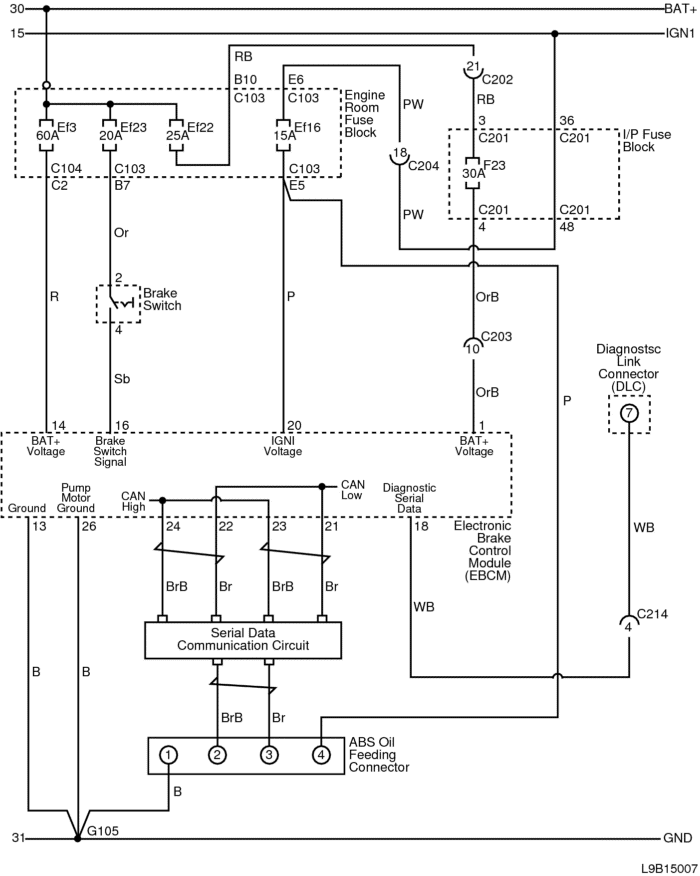 30 BAT+
15 IGN1
RB
B10 E6
C103 C103
Engine
Room
Fuse
Block
Ef3
60A
Ef23
20A
Ef22
25A
Ef16
15A
C104 C103 C103
C2 B7 E5
PW
18
C204
PW
21
C202
RB
3 36
C201 C201
I/P Fuse
Block
F23
30A
C201 C201
4 48
Or
2
Brake
Switch
4
R
P
OrB
C203
10
Sb
OrB
P
Diagnostsc
Link
Connector
(DLC)
7
14 16 20 1
BAT+
Voltage
Brake
Switch
Signal
IGNI
Voltage
BAT+
Voltage
Ground
Pump
Motor
Ground
CAN
High
CAN
Low
Diagnostic
Serial
Data
13 26 24 22 23 21 18
Electronic
Brake
Control
Module
(EBCM)
WB
BrB Br BrB Br
WB
C214
4
Serial Data
Communication Circuit
B B
BrB Br
1 2 3 4
ABS Oil
Feeding
Connector
B
G105
31 GND
L9B15007